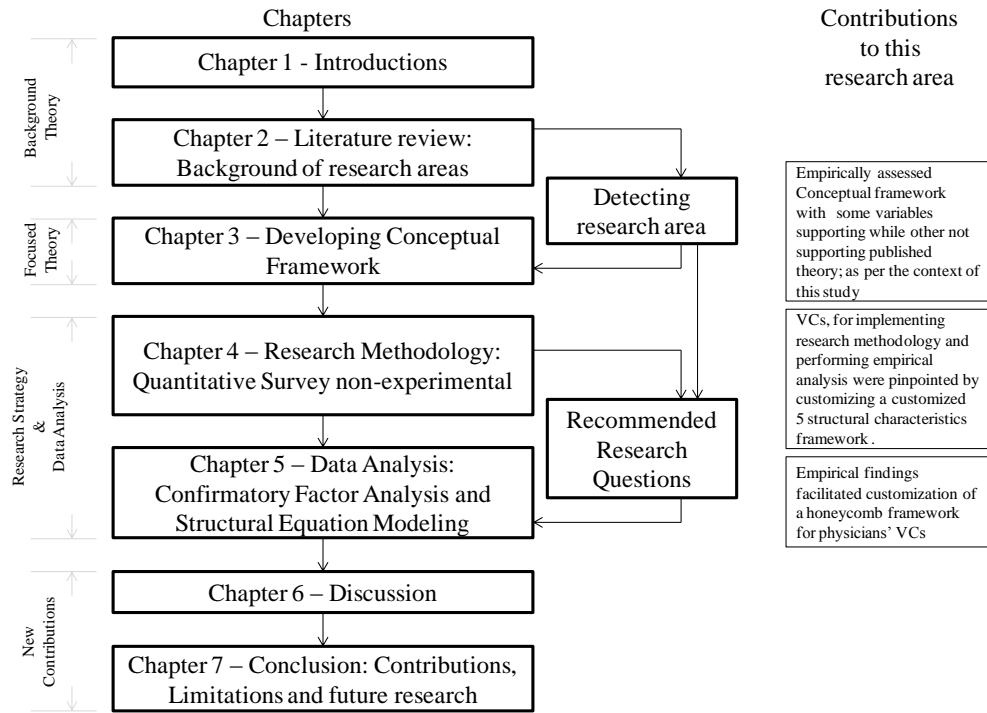 Chapters
Contributions
to this
research area
Background
Theory
Chapter 1 - Introductions
Chapter 2 – Literature review:
Background of research areas
Detecting
research area
Focused
Theory
Chapter 3 – Developing Conceptual
Framework
Research Strategy
&
Data Analysis
Chapter 4 – Research Methodology:
Quantitative Survey non-experimental
Recommended
Research
Questions
Chapter 5 – Data Analysis:
Confirmatory Factor Analysis and
Structural Equation Modeling
New
Contributions
Chapter 6 – Discussion
Chapter 7 – Conclusion: Contributions,
Limitations and future research
Empirically assessed
Conceptual framework
with some variables
supporting while other not
supporting published
theory; as per the context of
this study
VCs, for implementing
research methodology and
performing empirical
analysis were pinpointed by
customizing a customized
5 structural characteristics
framework .
Empirical findings
facilitated customization of
a honeycomb framework
for physicians’ VCs